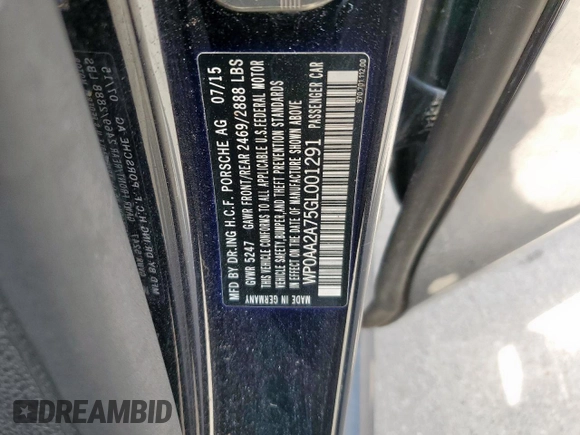 MFD BY DR.ING H.C.F. PORSCHE AG 07/15
GVWR 5247 GAWR FRONT/REAR 2469/2888 LBS
THIS VEHICLE CONFORMS TO ALL APPLICABLE U.S.FEDERAL MOTOR
VEHICLE SAFETY,BUMPER AND THEFT PREVENTION STANDARDS
IN EFFECT ON THE DATE OF MANUFACTURE SHOWN ABOVE
WP0AA2A75GL001291 PASSENGER CAR
MADE IN GERMANY
DREAMBID